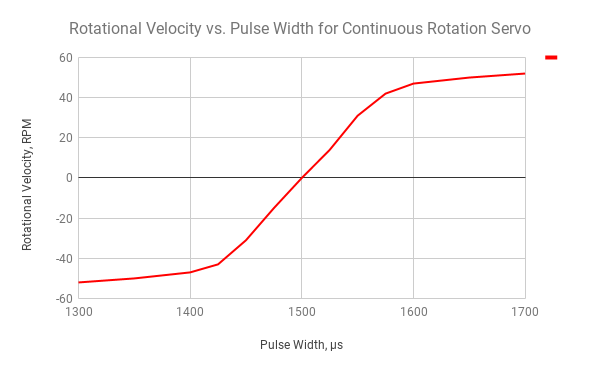 Rotational Velocity vs. Pulse Width for Continuous Rotation Servo
60
40
20
0
-20
-40
-60
Rotational Velocity, RPM
1300 1400 1500 1600 1700
Pulse Width, µs